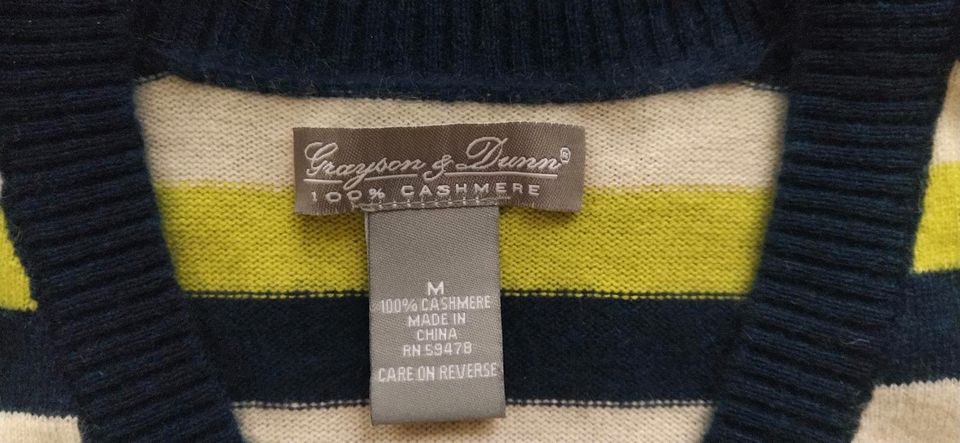 Grayson & Dunn®
100% CASHMERE
M
100% CASHMERE
MADE IN
CHINA
RN 59478
CARE ON REVERSE